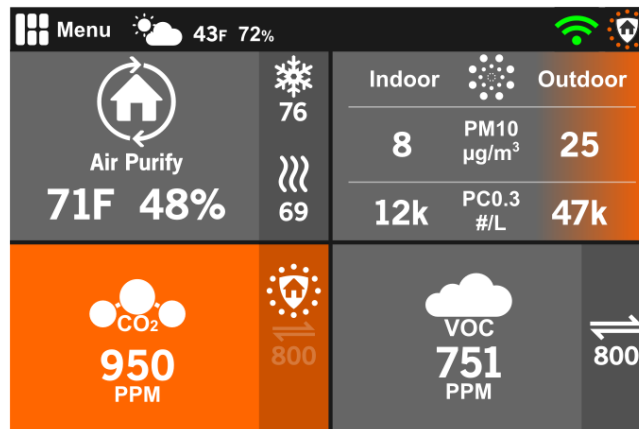 Menu 43F 72%
Air Purify
71F 48%
76
69
Indoor Outdoor
8 PM10 µg/m³ 25
12k PC0.3 #/L 47k
CO₂
950
PPM
800
VOC
751
PPM
800